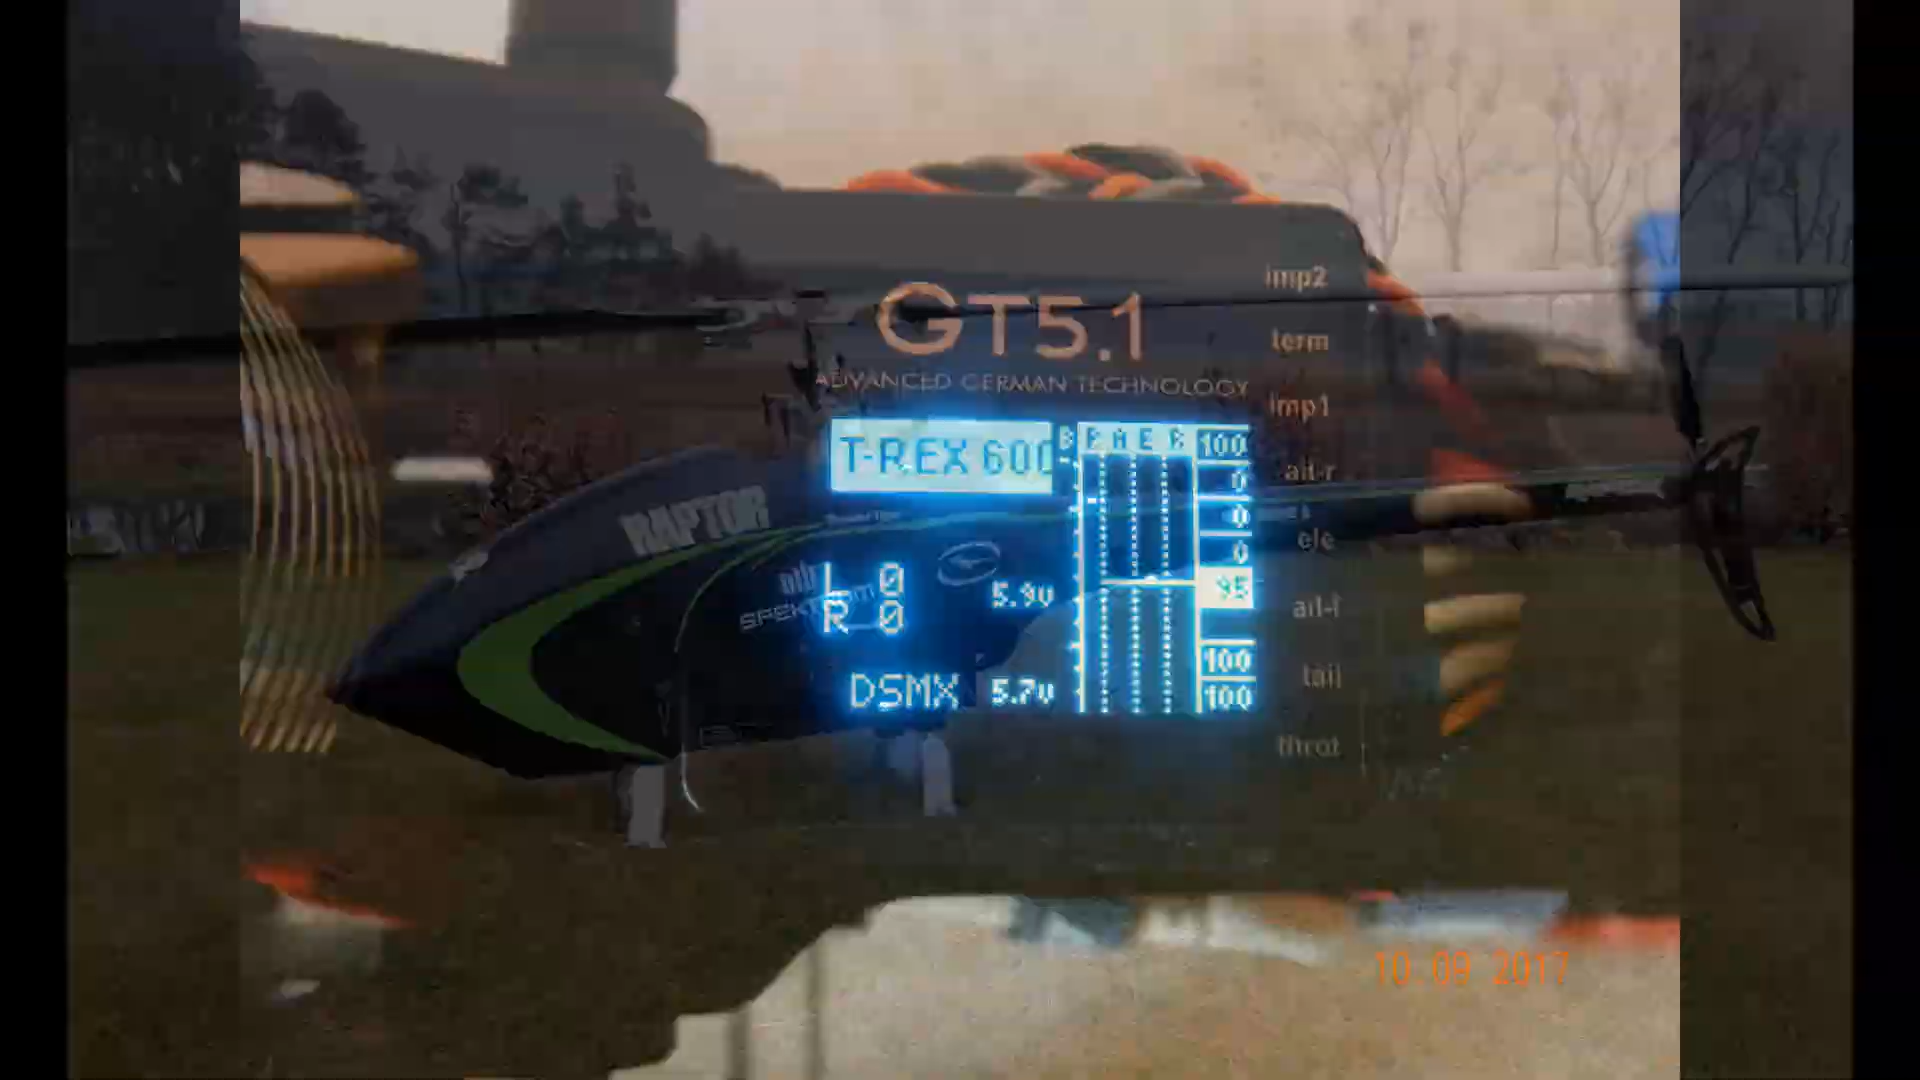 imp2
GT5.1
term
ADVANCED GERMAN TECHNOLOGY
imp1
T-REX 600
B P A E R 100
0
ail-r
RAPTOR
0
ele
0
L 0
5.9v
95
R 0
ail-l
SPEKTRUM
100
tail
DSMX 5.7v
100
throt
10.09 2017